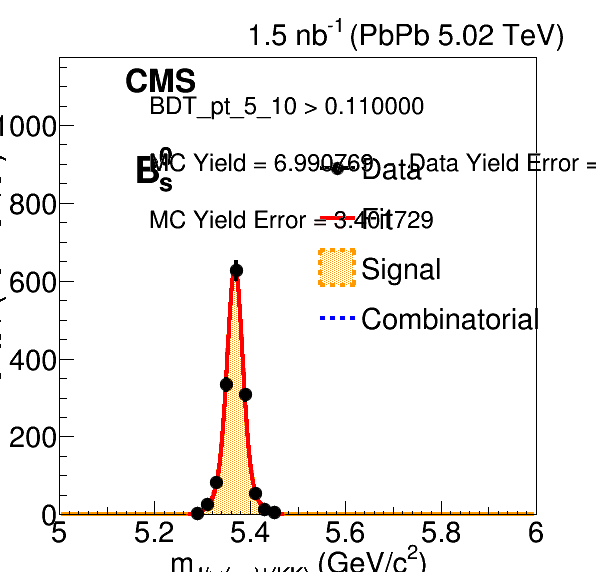 1.5 nb⁻¹ (PbPb 5.02 TeV)
CMS
BDT_pt_5_10 > 0.110000
B⁰ₛ
MC Yield = 6.990769 Data Yield Error =
Data
MC Yield Error = 3.401729
Fit
Signal
Combinatorial
1000
800
600
400
200
0
5 5.2 5.4 5.6 5.8 6
(GeV/c²)